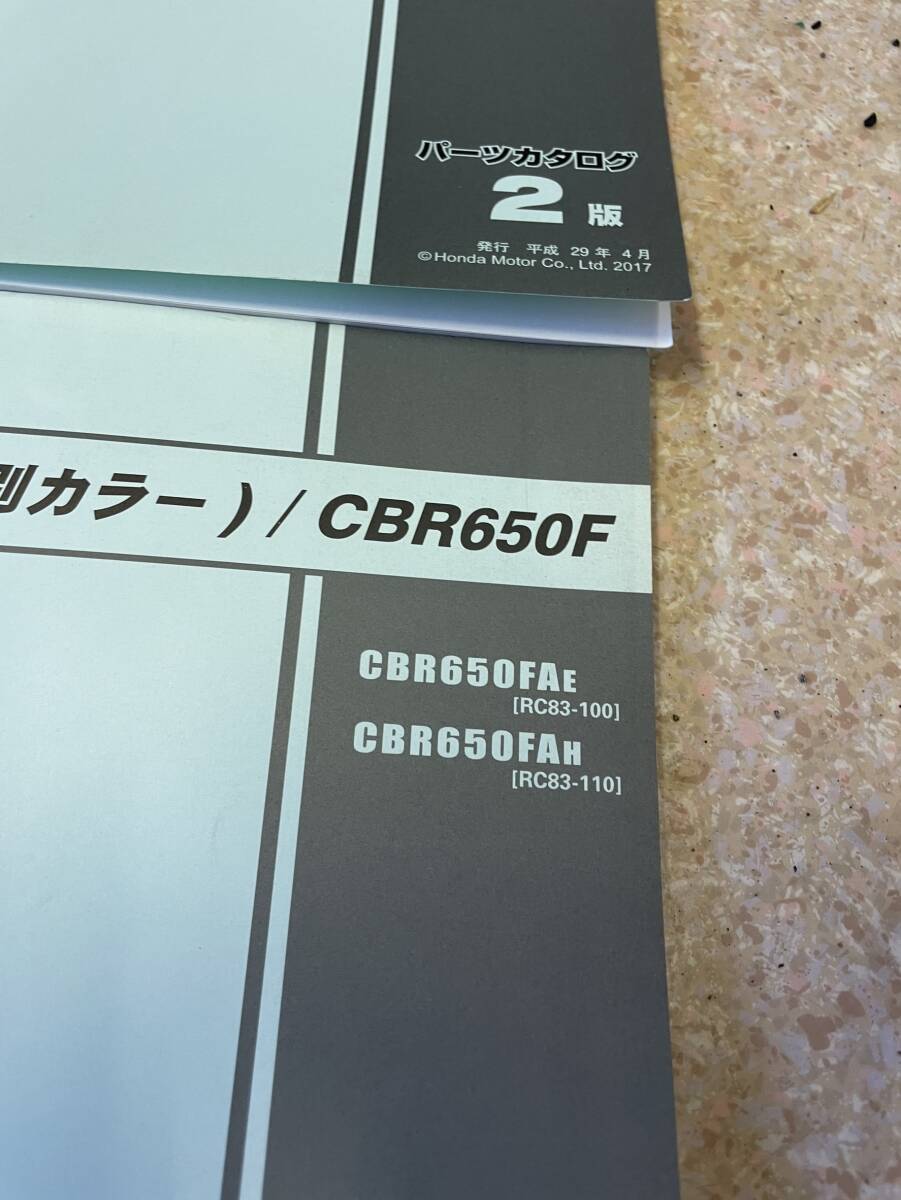 パーツカタログ
2 版
発行 平成 29 年 4 月
©Honda Motor Co., Ltd. 2017
別カラー ) / CBR650F
CBR650FAE
[RC83-100]
CBR650FAH
[RC83-110]